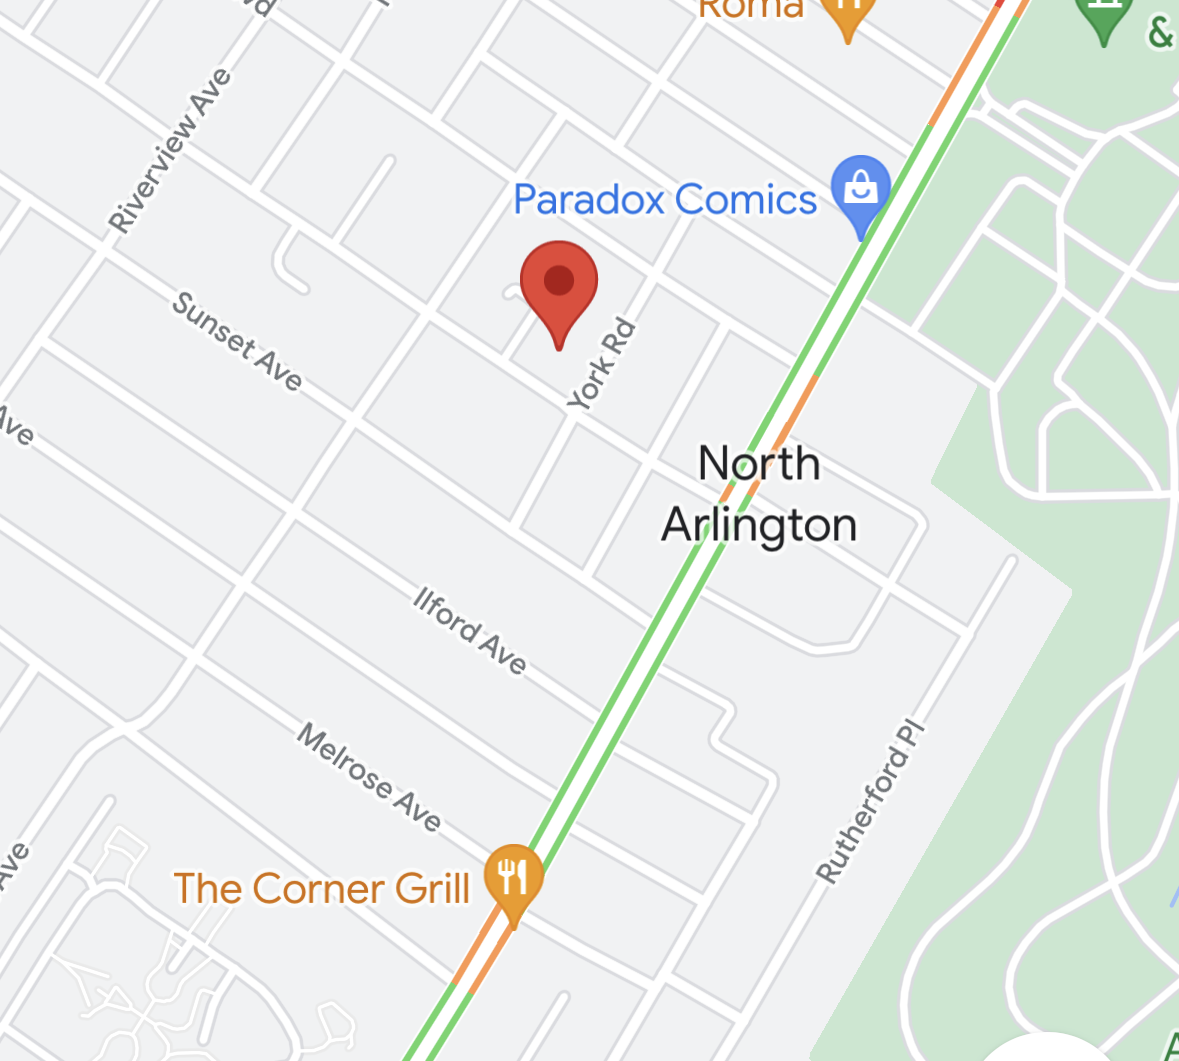 Roma
&
Riverview Ave
Paradox Comics
Sunset Ave
York Rd
Ave
North
Arlington
Ilford Ave
Melrose Ave
Rutherford Pl
The Corner Grill
Ave
A